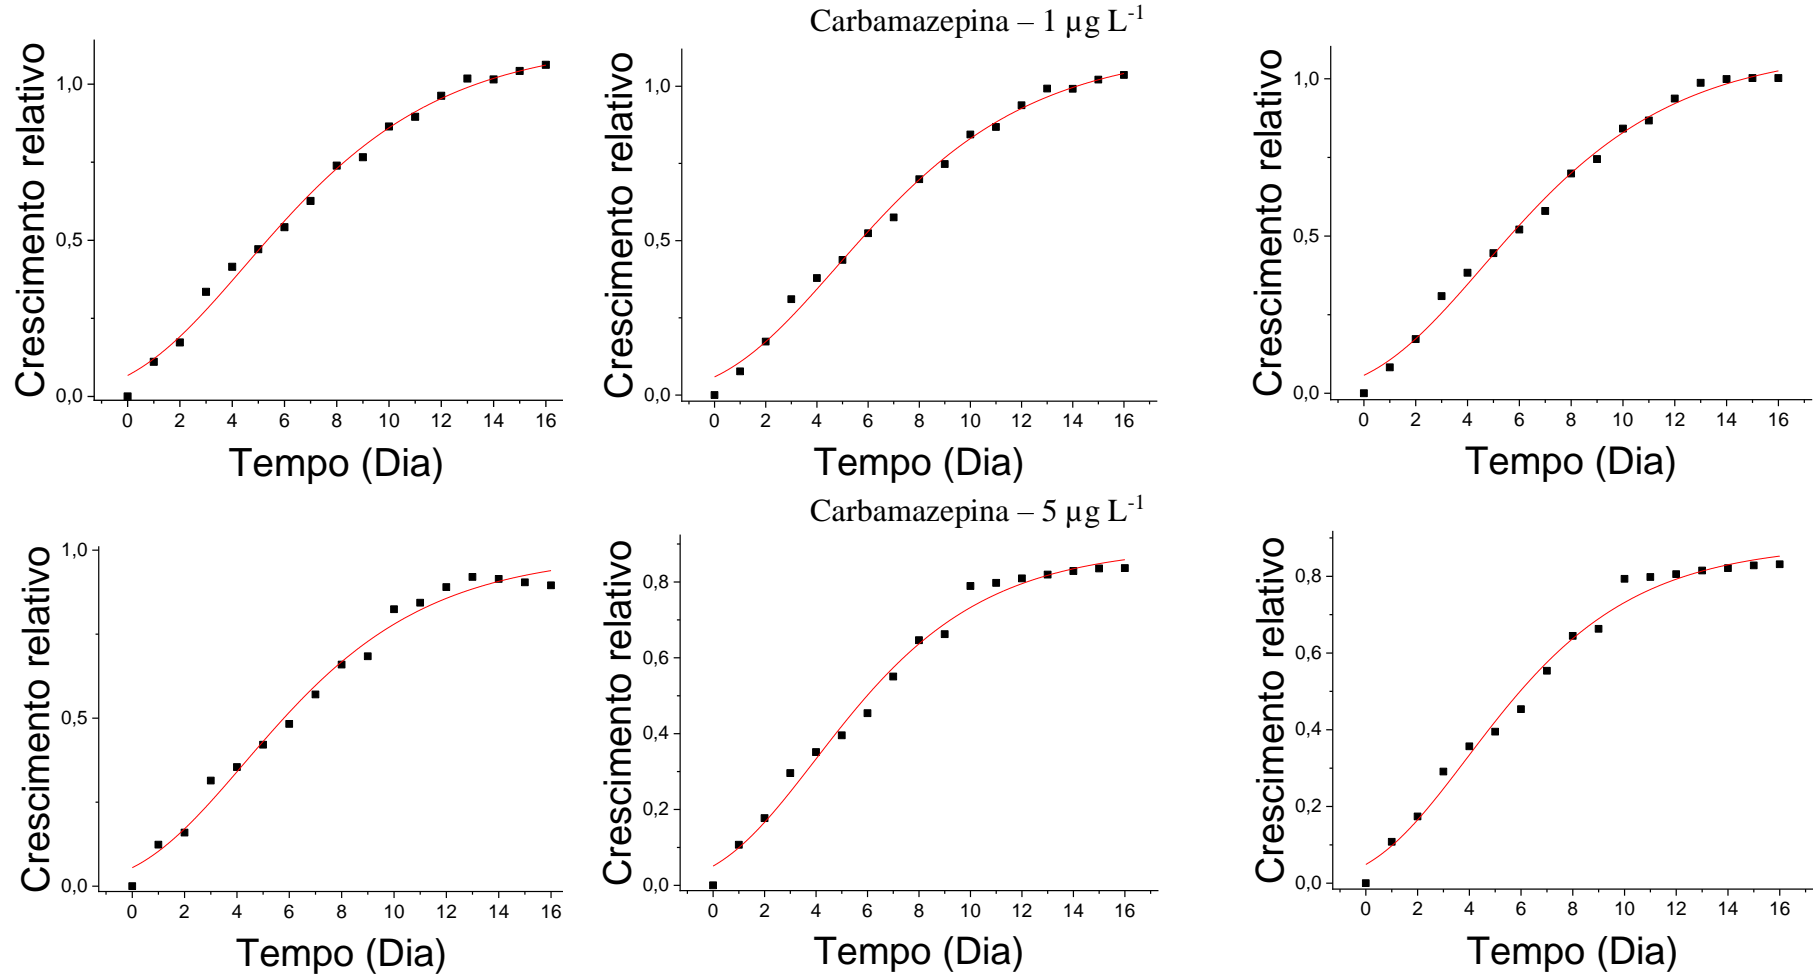 Carbamazepina – 1 µg L-1
Crescimento relativo
1,0
0,5
0,0
0 2 4 6 8 10 12 14 16
Tempo (Dia)
Crescimento relativo
1,0
0,5
0,0
0 2 4 6 8 10 12 14 16
Tempo (Dia)
Crescimento relativo
1,0
0,5
0,0
0 2 4 6 8 10 12 14 16
Tempo (Dia)
Carbamazepina – 5 µg L-1
Crescimento relativo
1,0
0,5
0,0
0 2 4 6 8 10 12 14 16
Tempo (Dia)
Crescimento relativo
0,8
0,6
0,4
0,2
0,0
0 2 4 6 8 10 12 14 16
Tempo (Dia)
Crescimento relativo
0,8
0,6
0,4
0,2
0,0
0 2 4 6 8 10 12 14 16
Tempo (Dia)